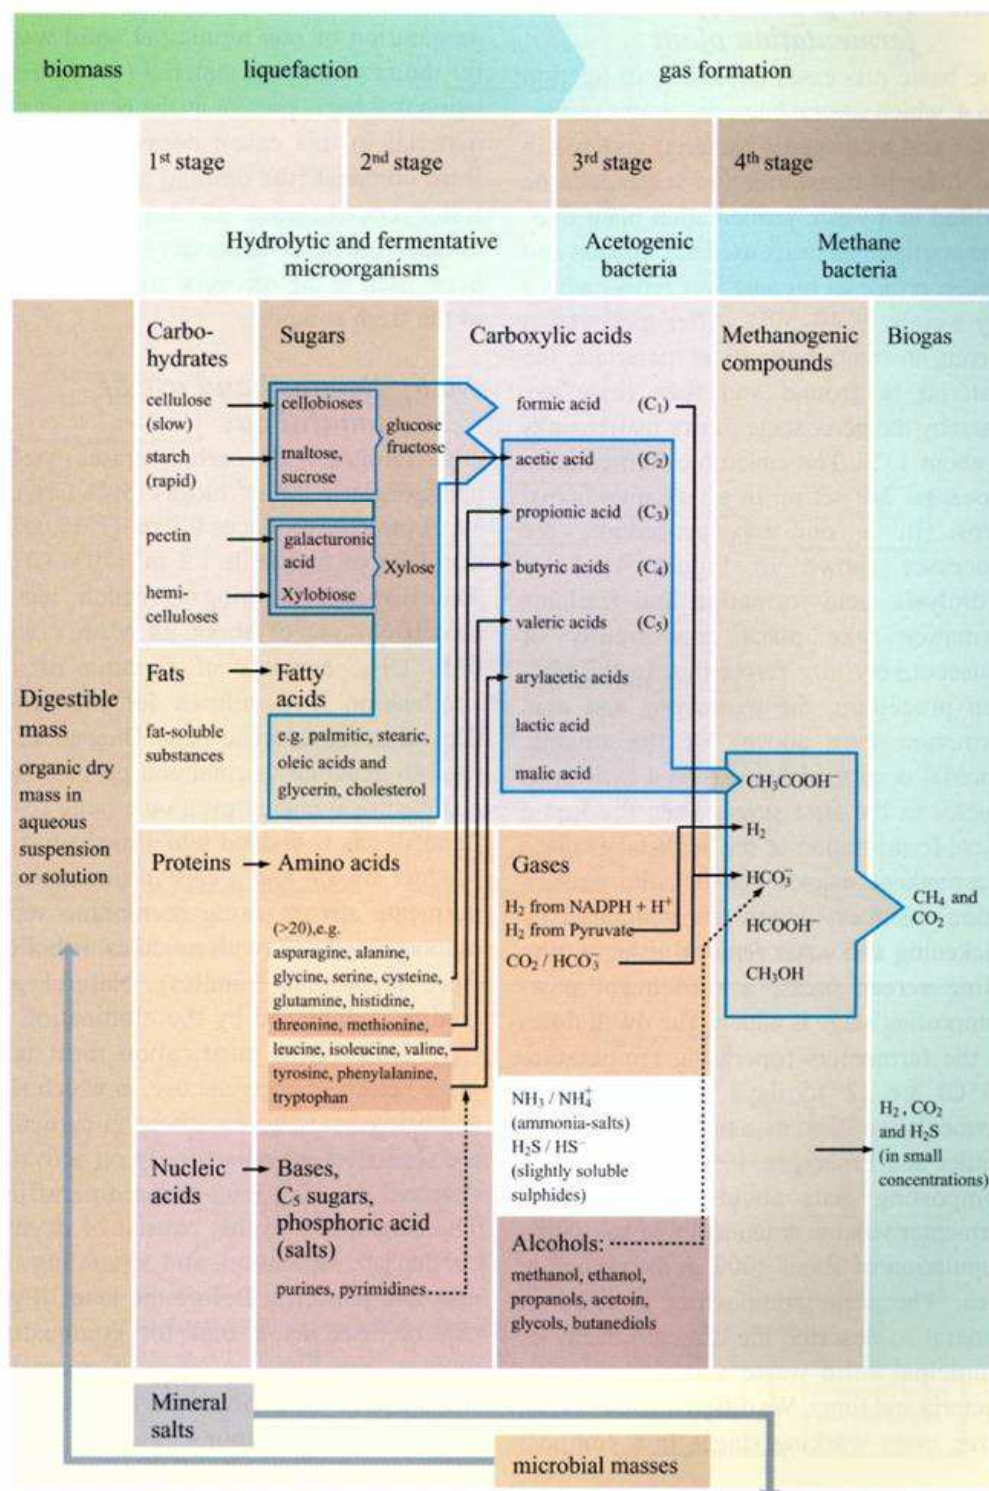 fermentation plant
biomass
liquefaction
gas formation
1st stage
2nd stage
3rd stage
4th stage
Hydrolytic and fermentative
microorganisms
Acetogenic
bacteria
Methane
bacteria
Carbo-
hydrates
Sugars
Carboxylic acids
Methanogenic
compounds
Biogas
cellulose
(slow)
cellobioses
glucose
fructose
starch
(rapid)
maltose,
sucrose
pectin
galacturonic
acid
Xylose
hemi-
celluloses
Xylobiose
formic acid (C₁)
acetic acid (C₂)
propionic acid (C₃)
butyric acids (C₄)
valeric acids (C₅)
arylacetic acids
lactic acid
malic acid
Digestible
mass
organic dry
mass in
aqueous
suspension
or solution
Fats
Fatty
acids
fat-soluble
substances
e.g. palmitic, stearic,
oleic acids and
glycerin, cholesterol
CH₃COOH⁻
H₂
HCO₃⁻
HCOOH⁻
CH₃OH
CH₄ and
CO₂
Proteins
Amino acids
(>20),e.g.
asparagine, alanine,
glycine, serine, cysteine,
glutamine, histidine,
threonine, methionine,
leucine, isoleucine, valine,
tyrosine, phenylalanine,
tryptophan
Gases
H₂ from NADPH + H⁺
H₂ from Pyruvate
CO₂ / HCO₃⁻
NH₃ / NH₄⁺
(ammonia-salts)
H₂S / HS⁻
(slightly soluble
sulphides)
H₂, CO₂
and H₂S
(in small
concentrations)
Nucleic
acids
Bases,
C₅ sugars,
phosphoric acid
(salts)
purines, pyrimidines
Alcohols:
methanol, ethanol,
propanols, acetoin,
glycols, butanediols
Mineral
salts
microbial masses